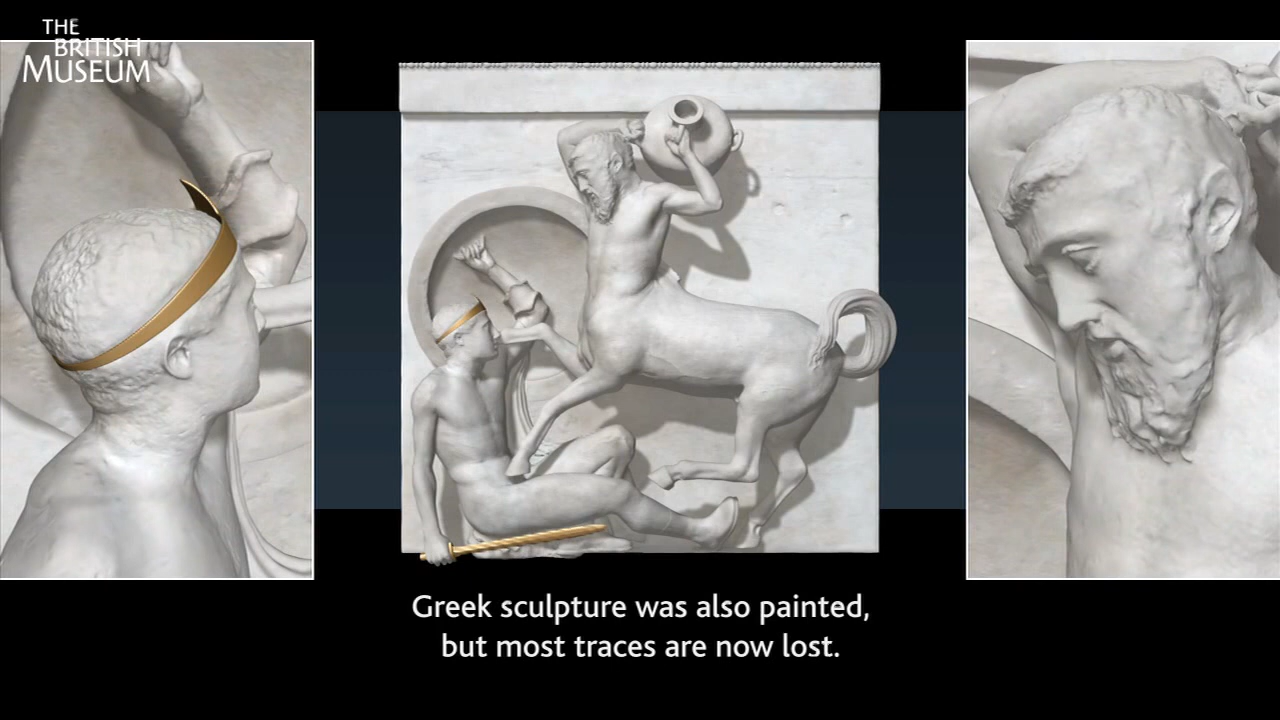 THE
BRITISH
MUSEUM
Greek sculpture was also painted,
but most traces are now lost.